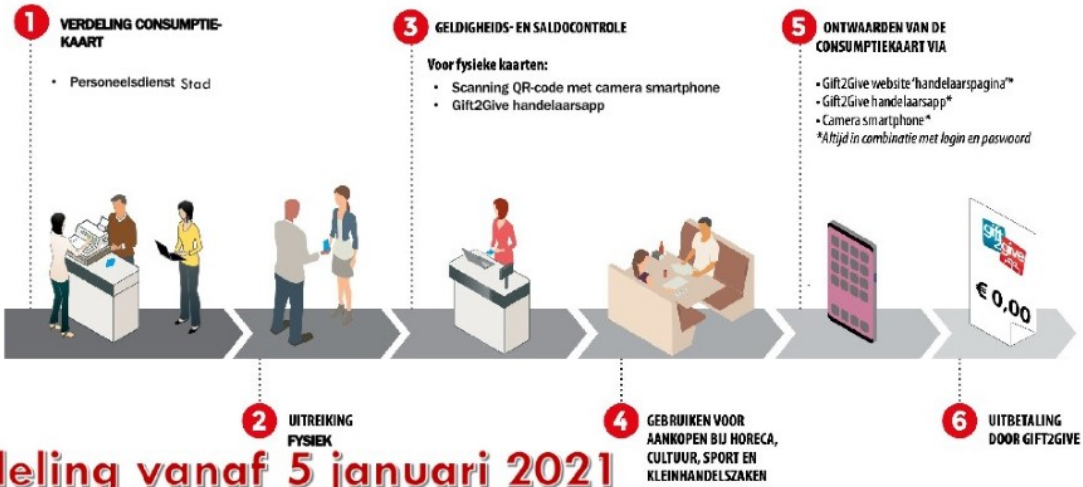 1
VERDELING CONSUMPTIE-
KAART
• Personeelsdienst Stad
3
GELDIGHEIDS- EN SALDOCONTROLE
Voor fysieke kaarten:
• Scanning QR-code met camera smartphone
• Gift2Give handelaarsapp
5
ONTWAARDEN VAN DE
CONSUMPTIEKAART VIA
- Gift2Give website 'handelaarspagina'*
- Gift2Give handelaarsapp*
- Camera smartphone*
*Altijd in combinatie met login en paswoord
gift
2give
€ 0,00
2
UITREIKING
FYSIEK
4
GEBRUIKEN VOOR
AANKOPEN BIJ HORECA,
CULTUUR, SPORT EN
KLEINHANDELSZAKEN
6
UITBETALING
DOOR GIFT2GIVE
deling vanaf 5 januari 2021